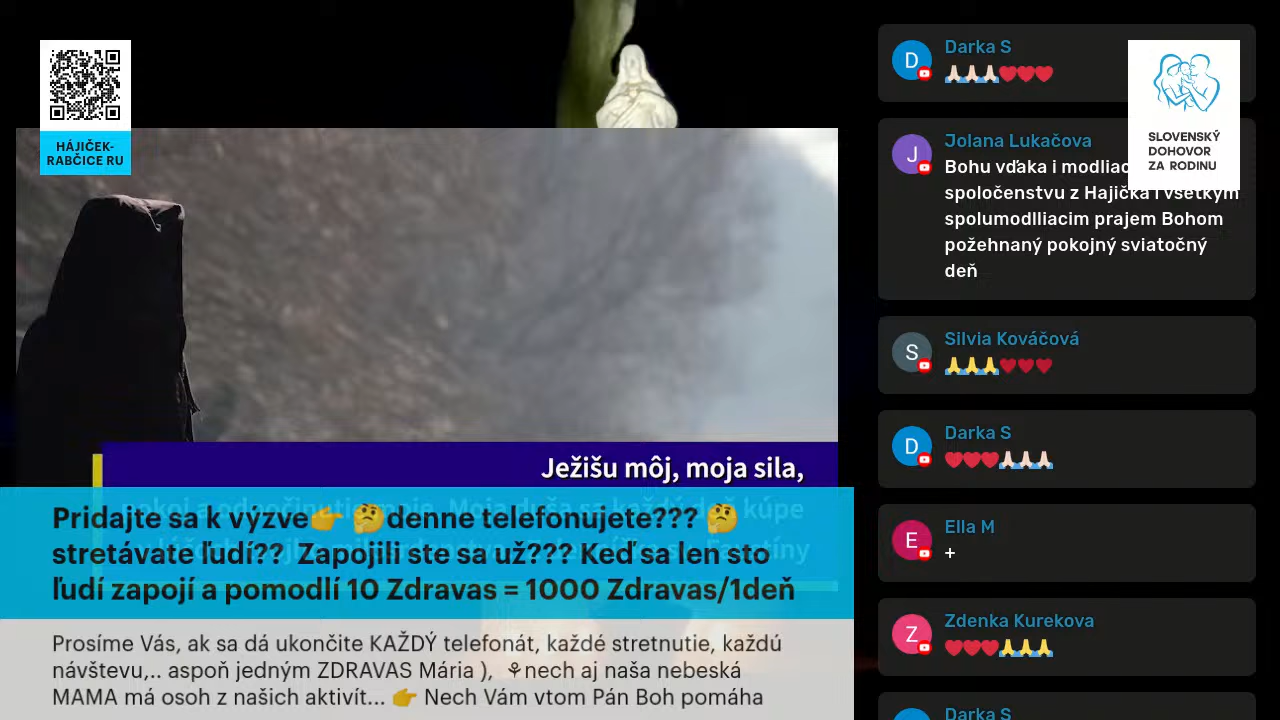 HÁJIČEK-
RABČICE RU
Ježišu môj, moja sila,
Pridajte sa k výzve👉 🤔denne telefonujete??? 🤔
stretávate ľudí?? Zapojili ste sa už??? Keď sa len sto
ľudí zapojí a pomodlí 10 Zdravas = 1000 Zdravas/1deň
Prosíme Vás, ak sa dá ukončite KAŽDÝ telefonát, každé stretnutie, každú
návštevu,.. aspoň jedným ZDRAVAS Mária ), ⚘nech aj naša nebeská
MAMA má osoh z našich aktivít... 👉 Nech Vám vtom Pán Boh pomáha
Darka S
🙏🏻🙏🏻🙏🏻❤️❤️❤️
SLOVENSKÝ
DOHOVOR
ZA RODINU
Jolana Lukačova
Bohu vďaka i
spoločenstvu z Hajička i všetkým
spolumodlliacim prajem Bohom
požehnaný pokojný sviatočný
deň
Silvia Kováčová
🙏🙏🙏♥️♥️♥️
Darka S
❤️❤️❤️🙏🏻🙏🏻🙏🏻
Ella M
+
Zdenka Kurekova
❤️❤️❤️🙏🙏🙏
Darka S